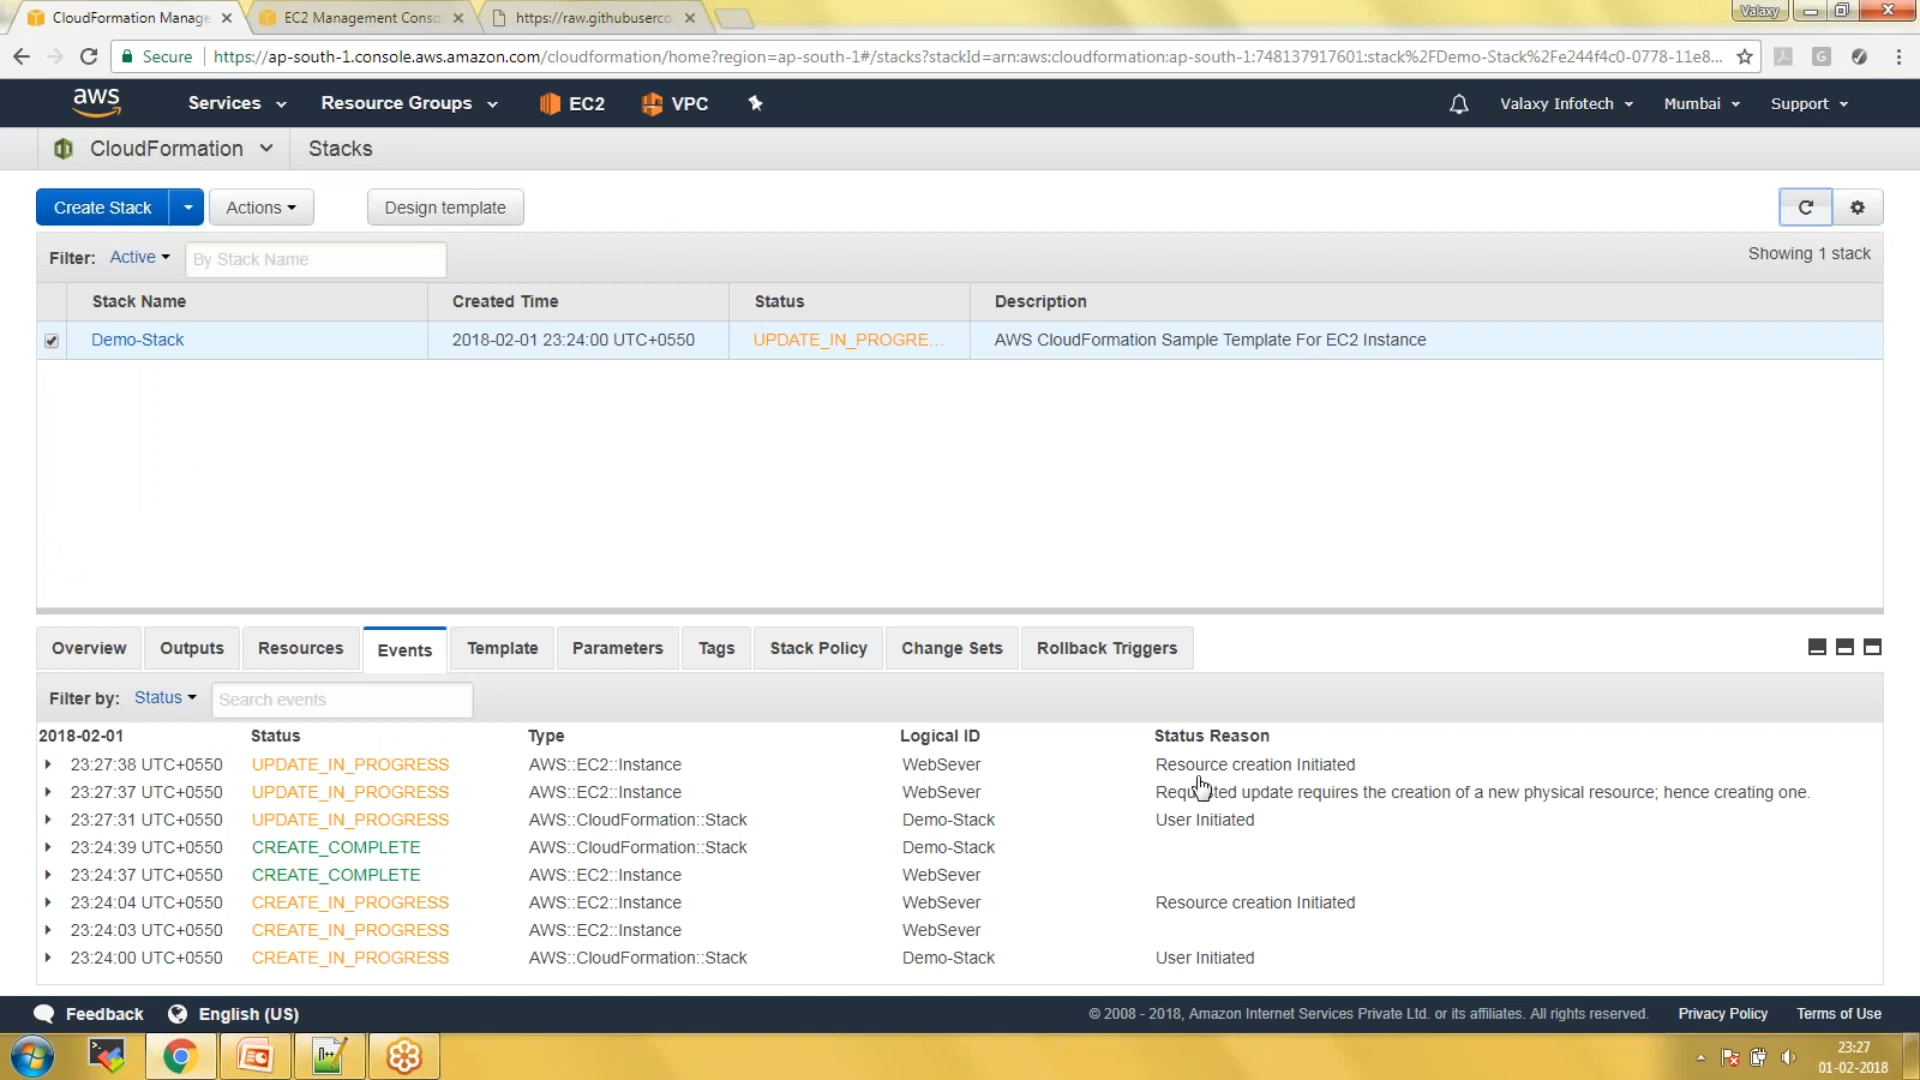 CloudFormation Manage
EC2 Management Conso
https://raw.githubuserco
Valaxy
Secure
https://ap-south-1.console.aws.amazon.com/cloudformation/home?region=ap-south-1#/stacks?stackId=arn:aws:cloudformation:ap-south-1:748137917601:stack%2FDemo-Stack%2Fe244f4c0-0778-11e8...
aws Services Resource Groups EC2 VPC Valaxy Infotech Mumbai Support
CloudFormation Stacks
Create Stack Actions Design template
Filter: Active By Stack Name Showing 1 stack
Stack Name Created Time Status Description
Demo-Stack 2018-02-01 23:24:00 UTC+0550 UPDATE_IN_PROGRE... AWS CloudFormation Sample Template For EC2 Instance
Overview Outputs Resources Events Template Parameters Tags Stack Policy Change Sets Rollback Triggers
Filter by: Status Search events
2018-02-01 Status Type Logical ID Status Reason
23:27:38 UTC+0550 UPDATE_IN_PROGRESS AWS::EC2::Instance WebSever Resource creation Initiated
23:27:37 UTC+0550 UPDATE_IN_PROGRESS AWS::EC2::Instance WebSever Requested update requires the creation of a new physical resource; hence creating one.
23:27:31 UTC+0550 UPDATE_IN_PROGRESS AWS::CloudFormation::Stack Demo-Stack User Initiated
23:24:39 UTC+0550 CREATE_COMPLETE AWS::CloudFormation::Stack Demo-Stack
23:24:37 UTC+0550 CREATE_COMPLETE AWS::EC2::Instance WebSever
23:24:04 UTC+0550 CREATE_IN_PROGRESS AWS::EC2::Instance WebSever Resource creation Initiated
23:24:03 UTC+0550 CREATE_IN_PROGRESS AWS::EC2::Instance WebSever
23:24:00 UTC+0550 CREATE_IN_PROGRESS AWS::CloudFormation::Stack Demo-Stack User Initiated
Feedback English (US) © 2008 - 2018, Amazon Internet Services Private Ltd. or its affiliates. All rights reserved. Privacy Policy Terms of Use
23:27
01-02-2018